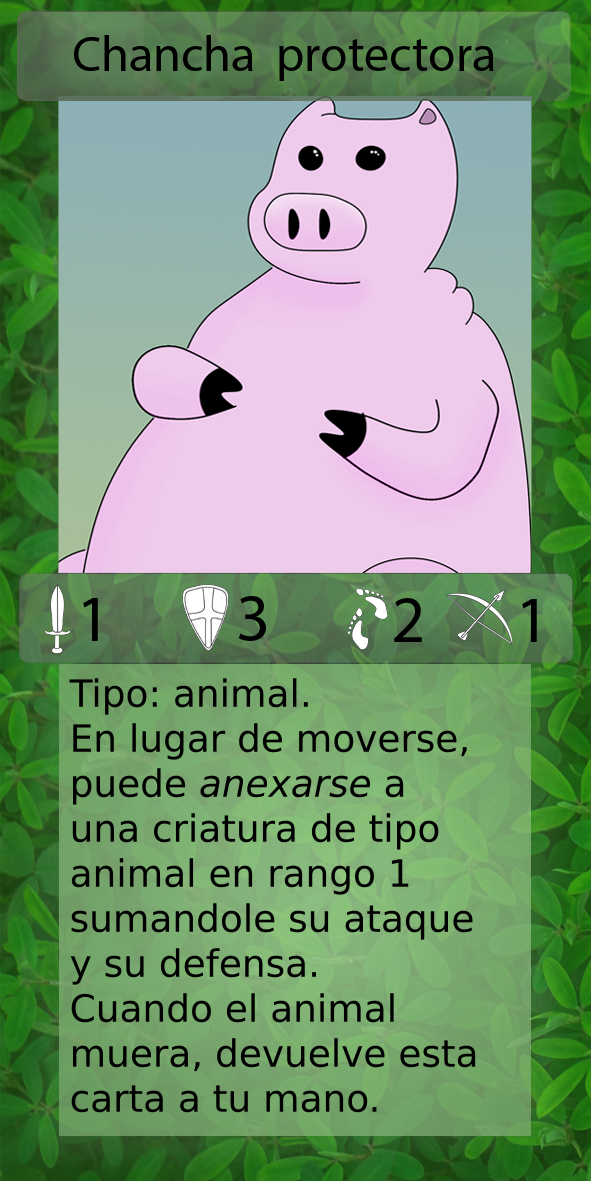 Chancha protectora
1 3 2 1
Tipo: animal.
En lugar de moverse,
puede anexarse a
una criatura de tipo
animal en rango 1
sumandole su ataque
y su defensa.
Cuando el animal
muera, devuelve esta
carta a tu mano.